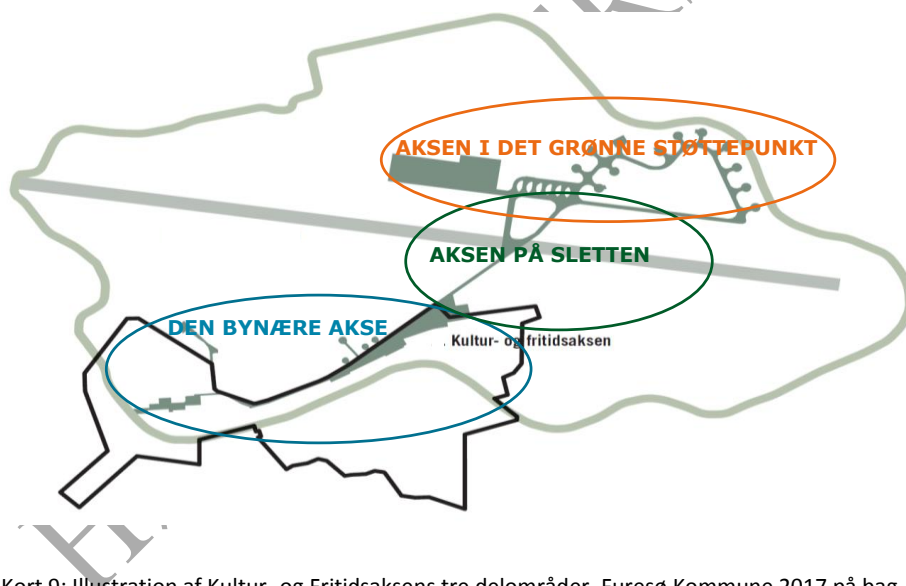 AKSEN I DET GRØNNE STØTTEPUNKT
AKSEN PÅ SLETTEN
DEN BYNÆRE AKSE
Kultur- og fritidsaksen
Kort 9: Illustration af Kultur- og Fritidsaksens tre delområder. Furesø Kommune 2017 på bag